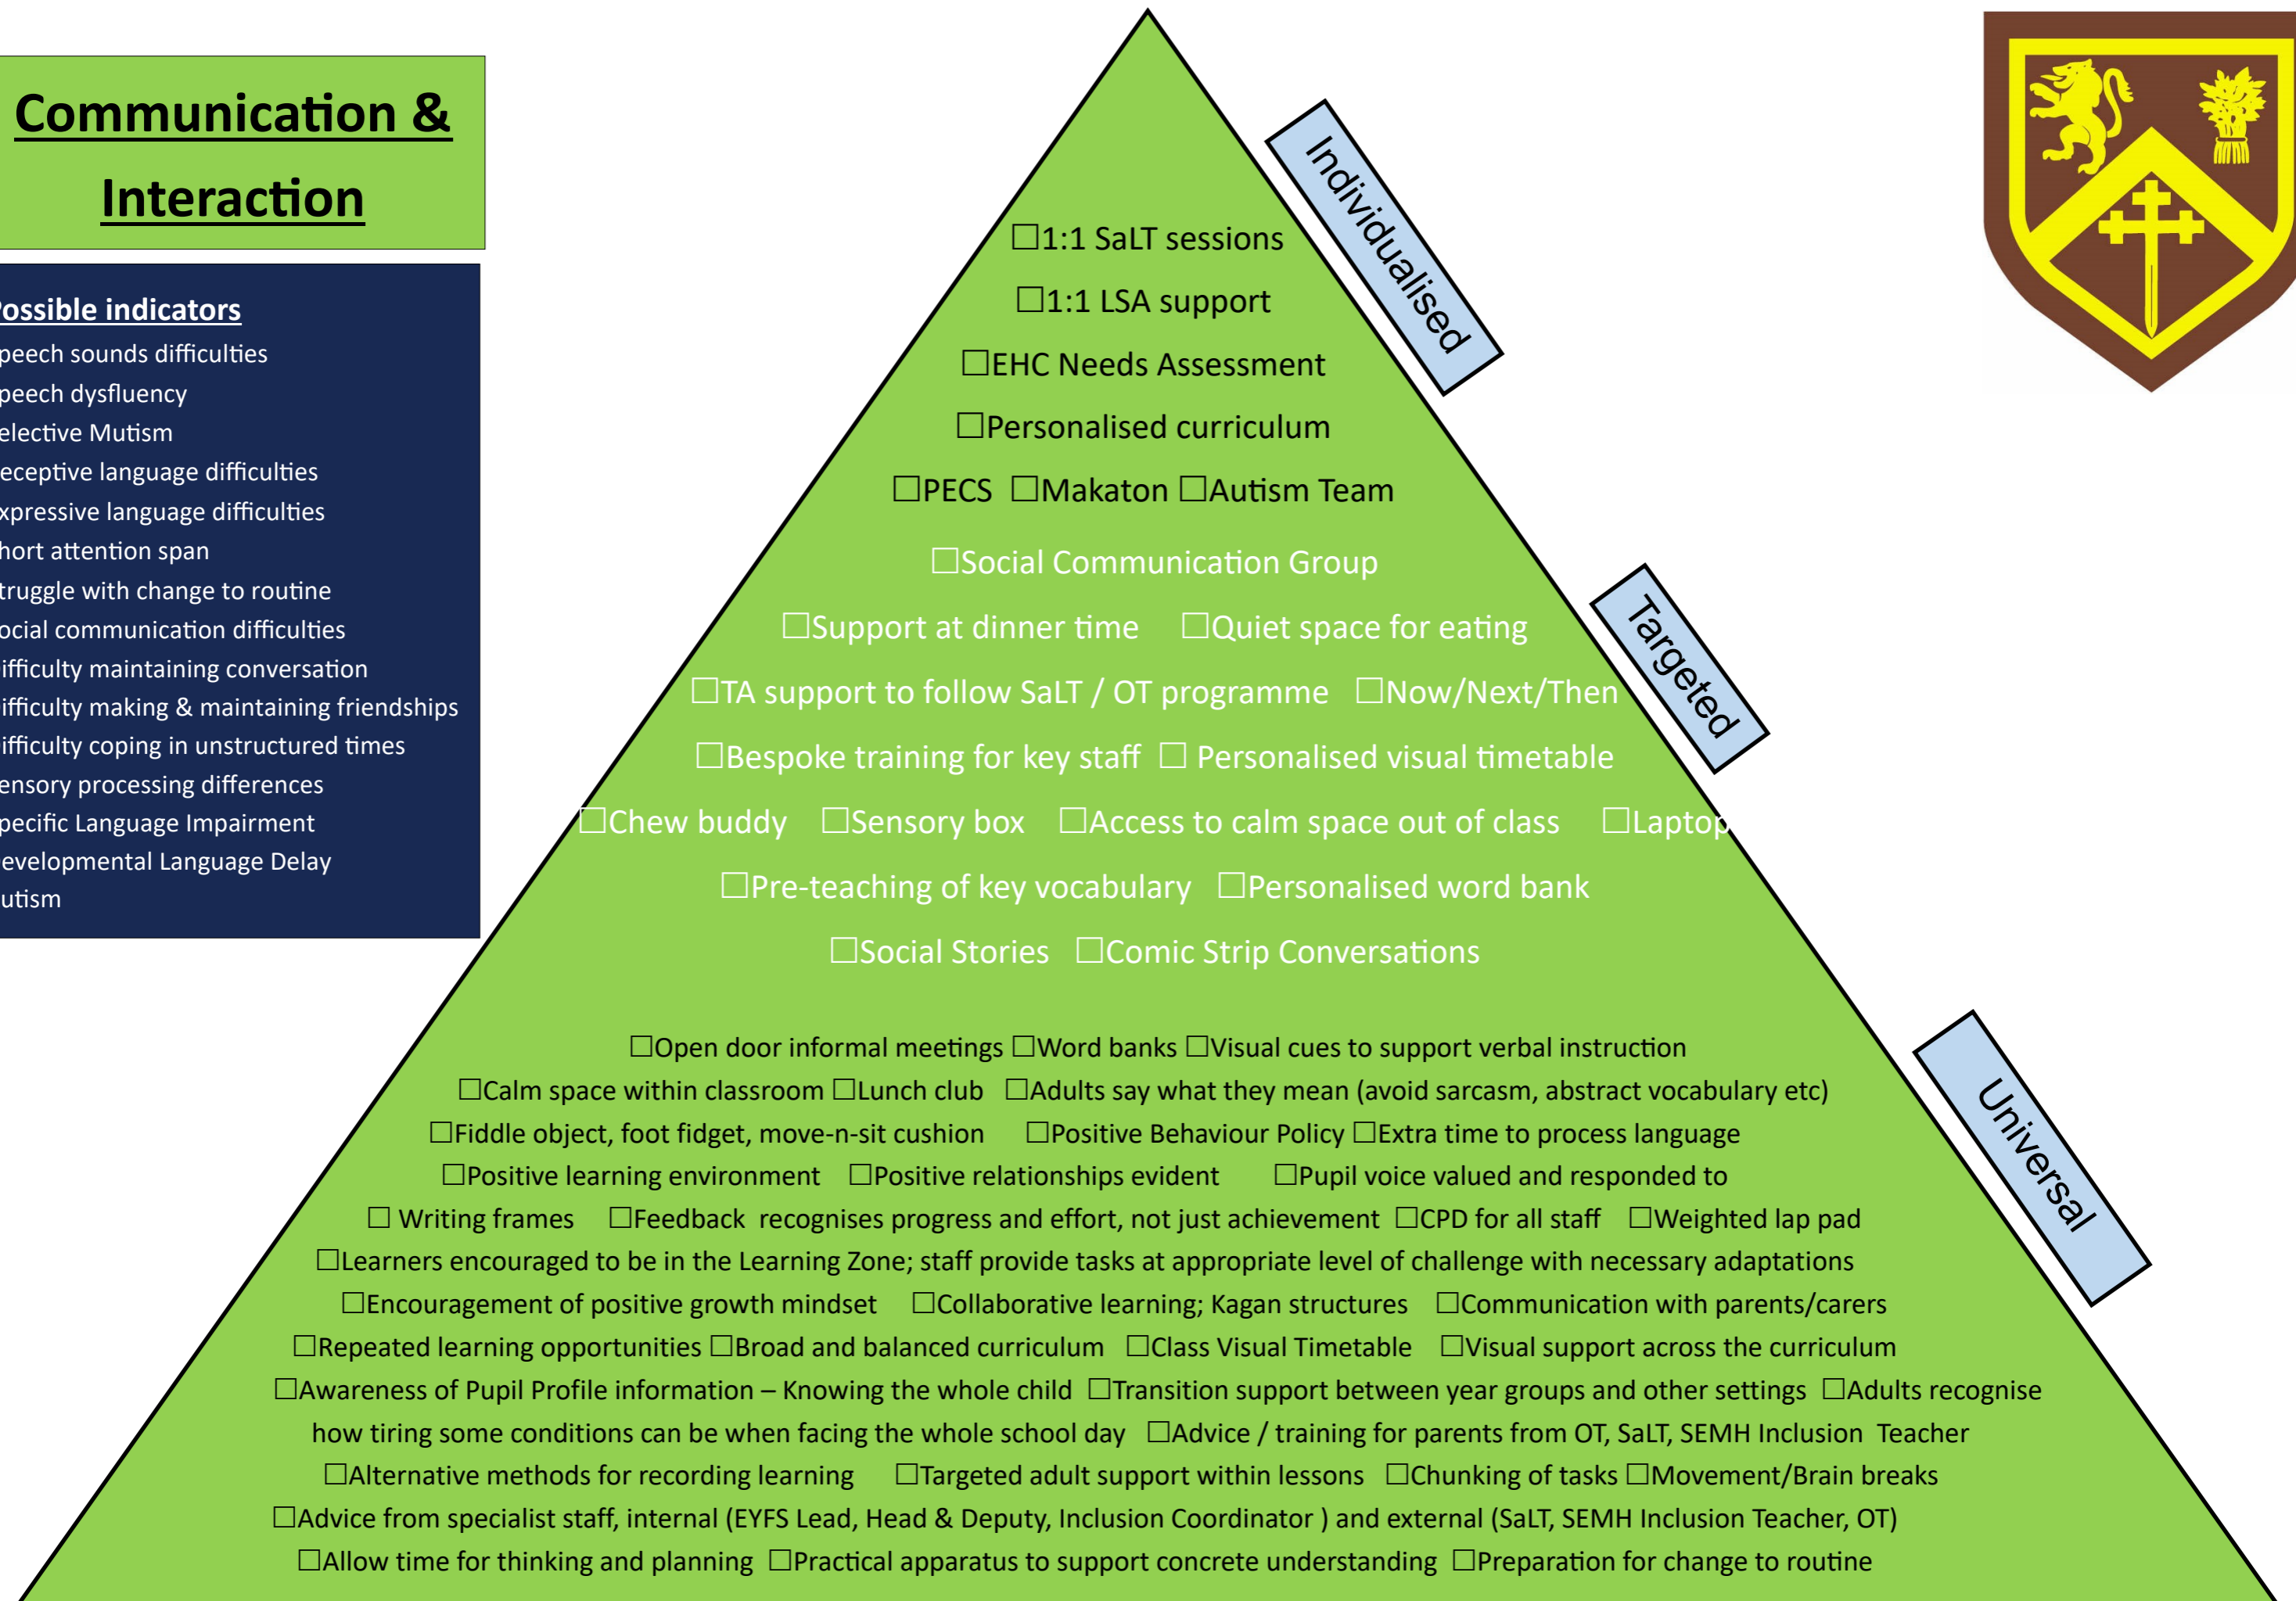 Communication &
Interaction
Possible indicators
peech sounds difficulties
peech dysfluency
elective Mutism
eceptive language difficulties
xpressive language difficulties
hort attention span
truggle with change to routine
ocial communication difficulties
ifficulty maintaining conversation
ifficulty making & maintaining friendships
ifficulty coping in unstructured times
ensory processing differences
pecific Language Impairment
evelopmental Language Delay
utism
Individualised
☐1:1 SaLT sessions
☐1:1 LSA support
☐EHC Needs Assessment
☐Personalised curriculum
☐PECS ☐Makaton ☐Autism Team
Targeted
☐Social Communication Group
☐Support at dinner time ☐Quiet space for eating
☐TA support to follow SaLT / OT programme ☐Now/Next/Then
☐Bespoke training for key staff ☐ Personalised visual timetable
☐Chew buddy ☐Sensory box ☐Access to calm space out of class ☐Laptop
☐Pre-teaching of key vocabulary ☐Personalised word bank
☐Social Stories ☐Comic Strip Conversations
Universal
☐Open door informal meetings ☐Word banks ☐Visual cues to support verbal instruction
☐Calm space within classroom ☐Lunch club ☐Adults say what they mean (avoid sarcasm, abstract vocabulary etc)
☐Fiddle object, foot fidget, move-n-sit cushion ☐Positive Behaviour Policy ☐Extra time to process language
☐Positive learning environment ☐Positive relationships evident ☐Pupil voice valued and responded to
☐ Writing frames ☐Feedback recognises progress and effort, not just achievement ☐CPD for all staff ☐Weighted lap pad
☐Learners encouraged to be in the Learning Zone; staff provide tasks at appropriate level of challenge with necessary adaptations
☐Encouragement of positive growth mindset ☐Collaborative learning; Kagan structures ☐Communication with parents/carers
☐Repeated learning opportunities ☐Broad and balanced curriculum ☐Class Visual Timetable ☐Visual support across the curriculum
☐Awareness of Pupil Profile information – Knowing the whole child ☐Transition support between year groups and other settings ☐Adults recognise
how tiring some conditions can be when facing the whole school day ☐Advice / training for parents from OT, SaLT, SEMH Inclusion Teacher
☐Alternative methods for recording learning ☐Targeted adult support within lessons ☐Chunking of tasks ☐Movement/Brain breaks
☐Advice from specialist staff, internal (EYFS Lead, Head & Deputy, Inclusion Coordinator ) and external (SaLT, SEMH Inclusion Teacher, OT)
☐Allow time for thinking and planning ☐Practical apparatus to support concrete understanding ☐Preparation for change to routine